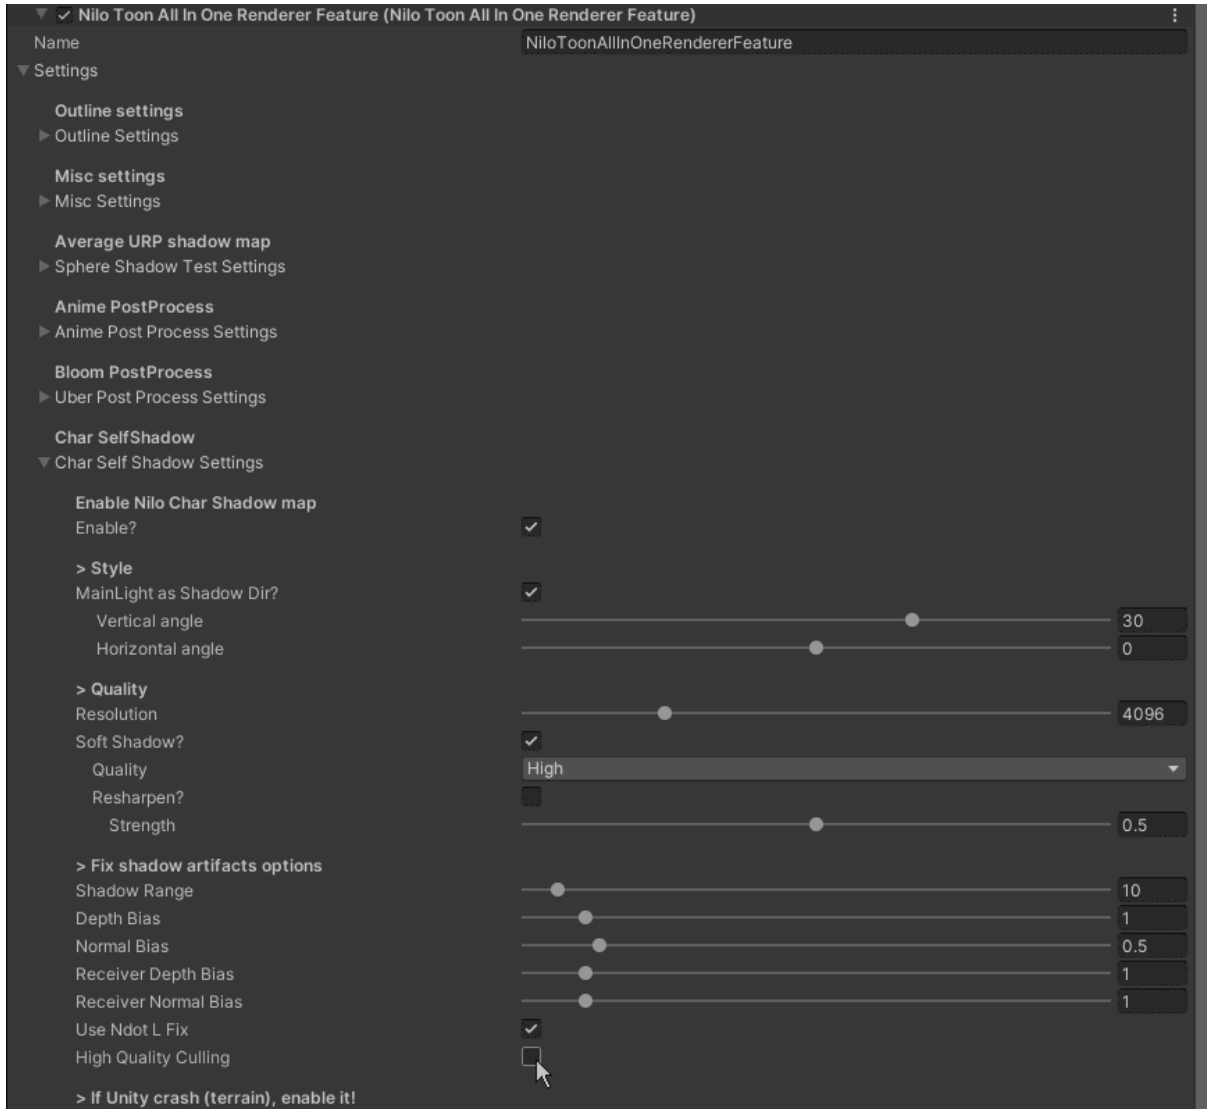 Nilo Toon All In One Renderer Feature (Nilo Toon All In One Renderer Feature)
Name NiloToonAllInOneRendererFeature
Settings
Outline settings
Outline Settings
Misc settings
Misc Settings
Average URP shadow map
Sphere Shadow Test Settings
Anime PostProcess
Anime Post Process Settings
Bloom PostProcess
Uber Post Process Settings
Char SelfShadow
Char Self Shadow Settings
Enable Nilo Char Shadow map
Enable?
> Style
MainLight as Shadow Dir?
Vertical angle 30
Horizontal angle 0
> Quality
Resolution 4096
Soft Shadow?
Quality High
Resharpen?
Strength 0.5
> Fix shadow artifacts options
Shadow Range 10
Depth Bias 1
Normal Bias 0.5
Receiver Depth Bias 1
Receiver Normal Bias 1
Use Ndot L Fix
High Quality Culling
> If Unity crash (terrain), enable it!